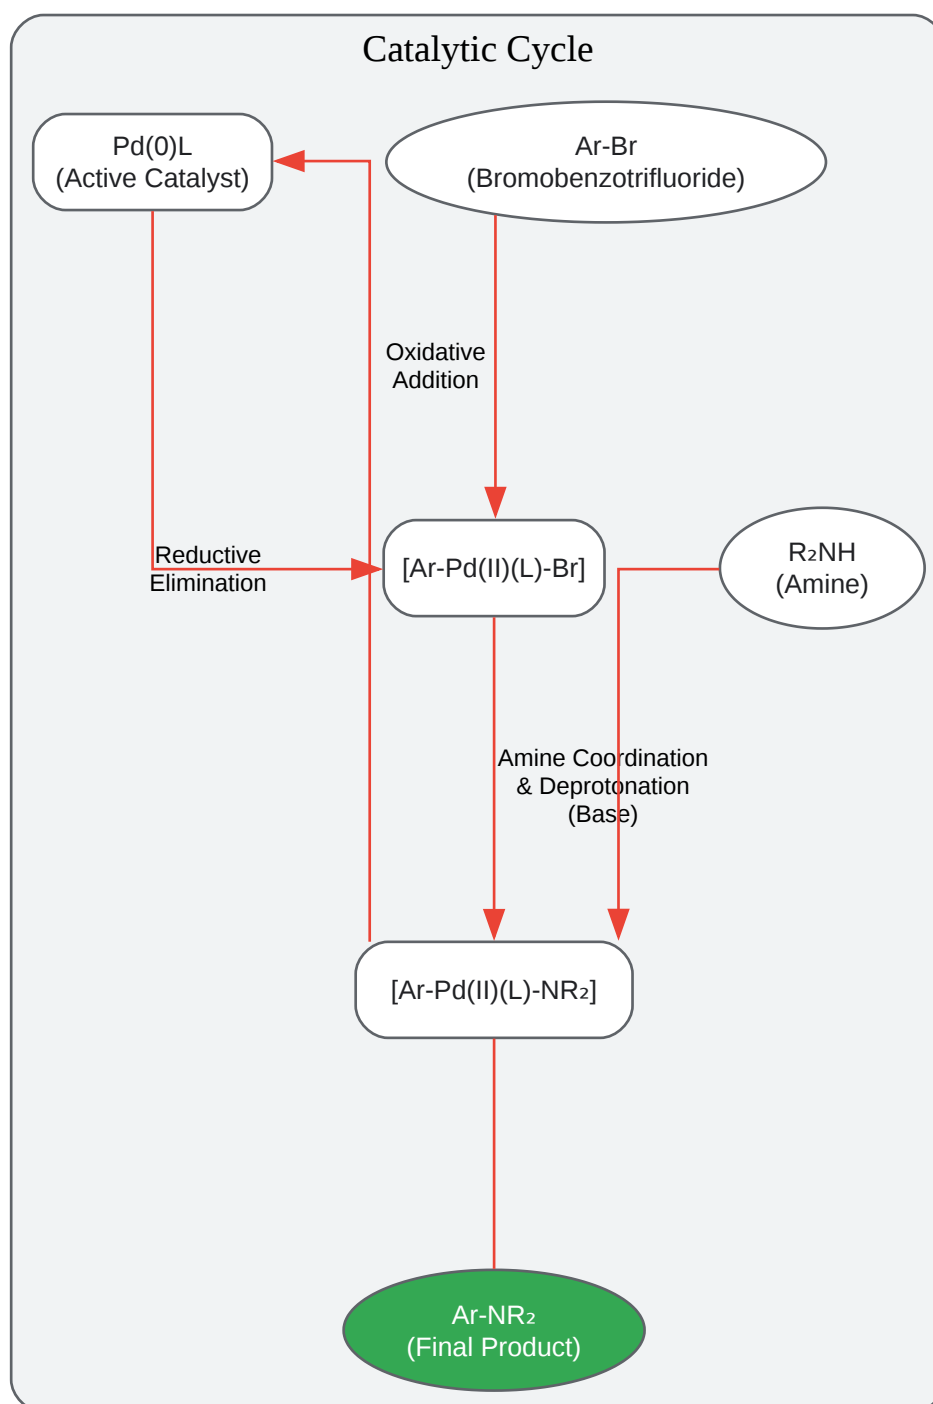 Catalytic Cycle
Pd(0)L
(Active Catalyst)
Ar-Br
(Bromobenzotrifluoride)
Oxidative
Addition
Reductive
Elimination
[Ar-Pd(II)(L)-Br]
R₂NH
(Amine)
Amine Coordination
& Deprotonation
(Base)
[Ar-Pd(II)(L)-NR₂]
Ar-NR₂
(Final Product)